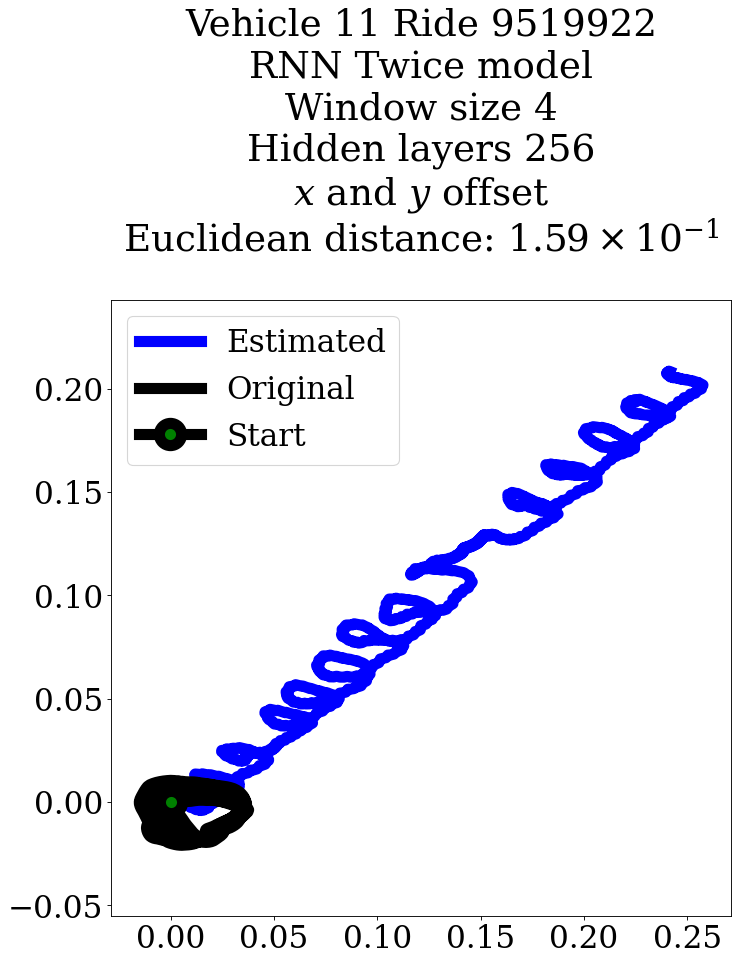 Vehicle 11 Ride 9519922
RNN Twice model
Window size 4
Hidden layers 256
x and y offset
Euclidean distance: 1.59 × 10⁻¹
Estimated
Original
Start
0.20
0.15
0.10
0.05
0.00
−0.05
0.00 0.05 0.10 0.15 0.20 0.25